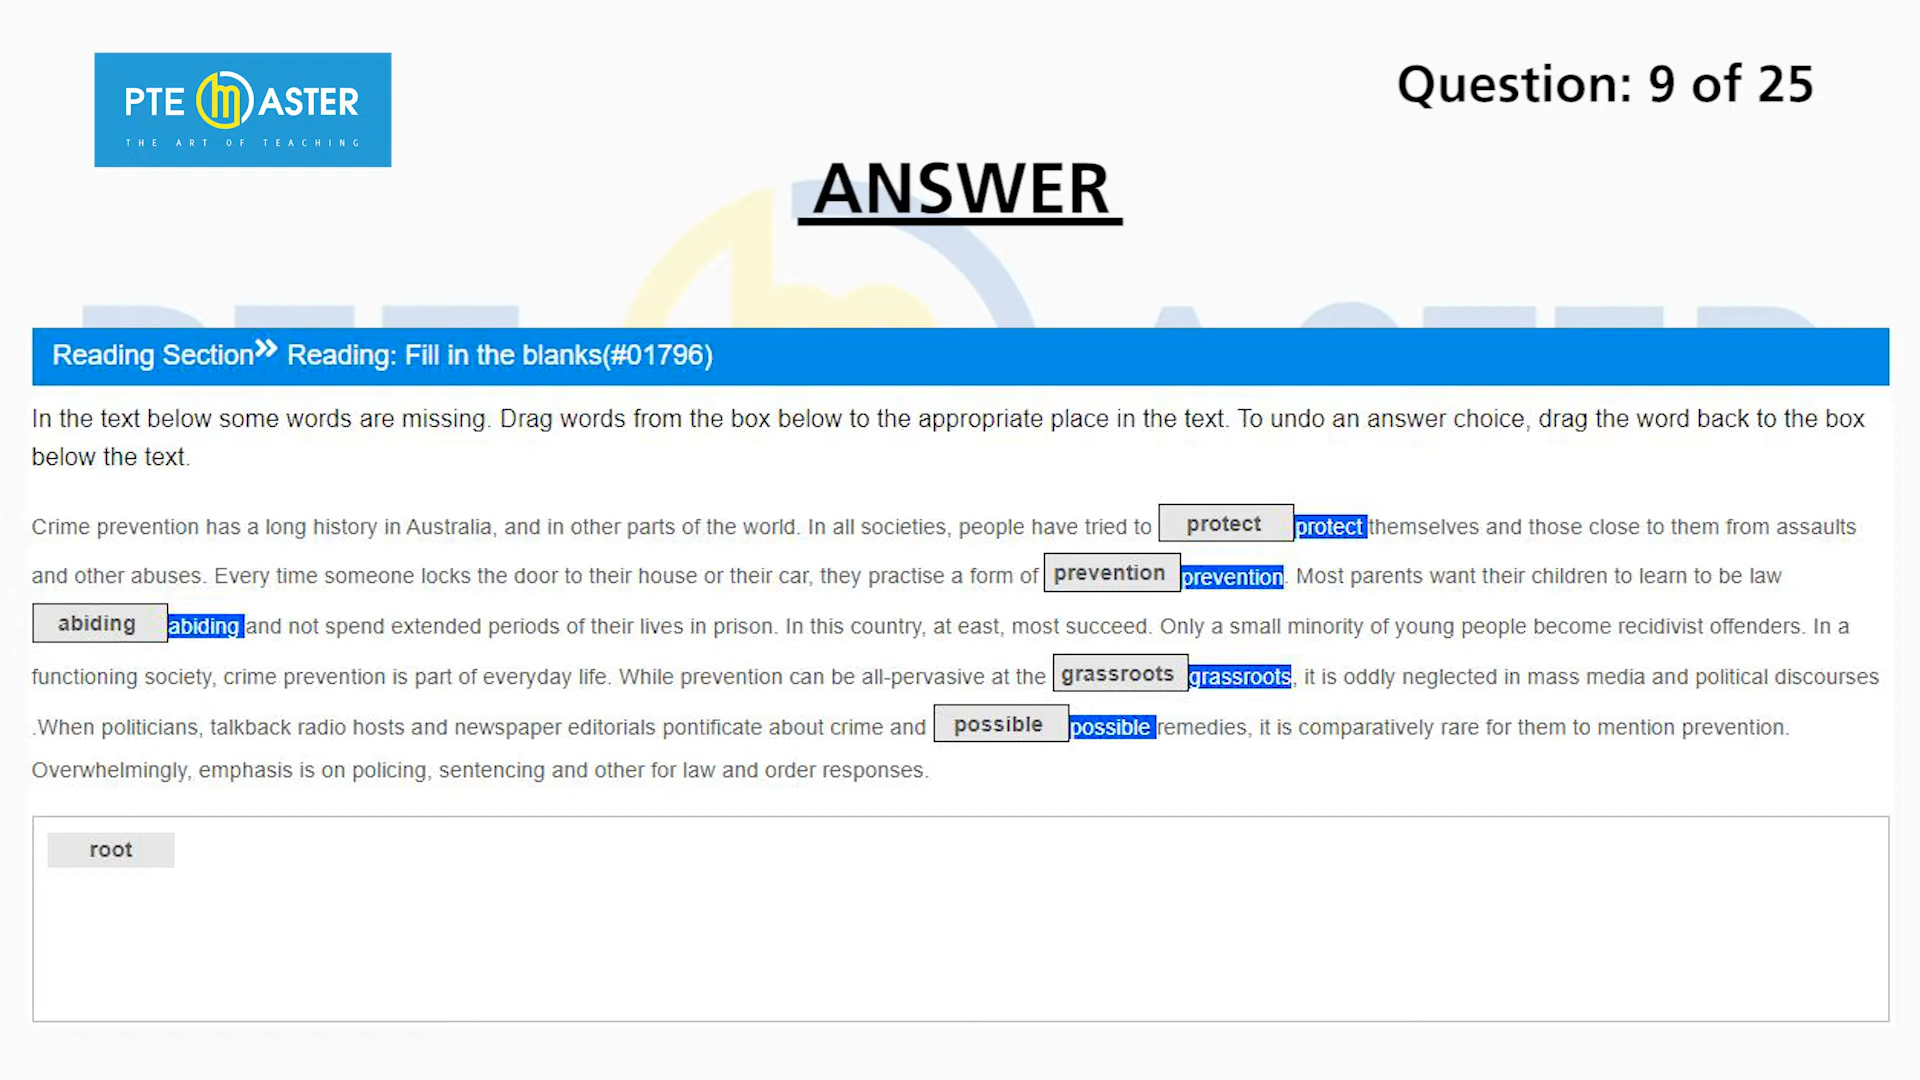 PTE MASTER
THE ART OF TEACHING
Question: 9 of 25
ANSWER
PTE MASTER
Reading Section» Reading: Fill in the blanks(#01796)
In the text below some words are missing. Drag words from the box below to the appropriate place in the text. To undo an answer choice, drag the word back to the box
below the text.
Crime prevention has a long history in Australia, and in other parts of the world. In all societies, people have tried to protect protect themselves and those close to them from assaults
and other abuses. Every time someone locks the door to their house or their car, they practise a form of prevention prevention. Most parents want their children to learn to be law
abiding abiding and not spend extended periods of their lives in prison. In this country, at east, most succeed. Only a small minority of young people become recidivist offenders. In a
functioning society, crime prevention is part of everyday life. While prevention can be all-pervasive at the grassroots grassroots, it is oddly neglected in mass media and political discourses
.When politicians, talkback radio hosts and newspaper editorials pontificate about crime and possible possible remedies, it is comparatively rare for them to mention prevention.
Overwhelmingly, emphasis is on policing, sentencing and other for law and order responses.
root